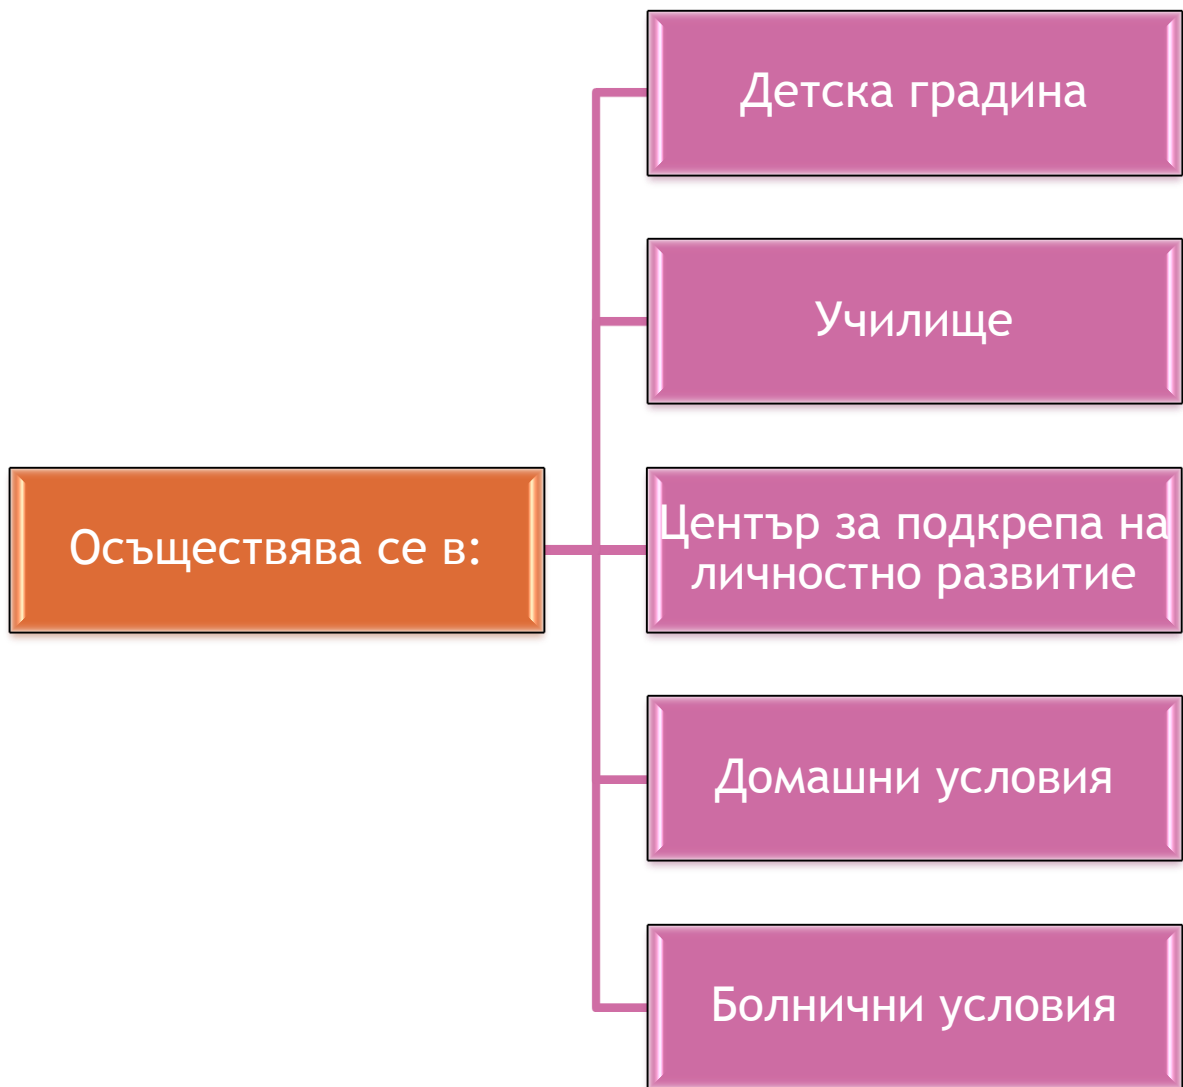 Детска градина
Училище
Осъществява се в:
Център за подкрепа на
личностно развитие
Домашни условия
Болнични условия